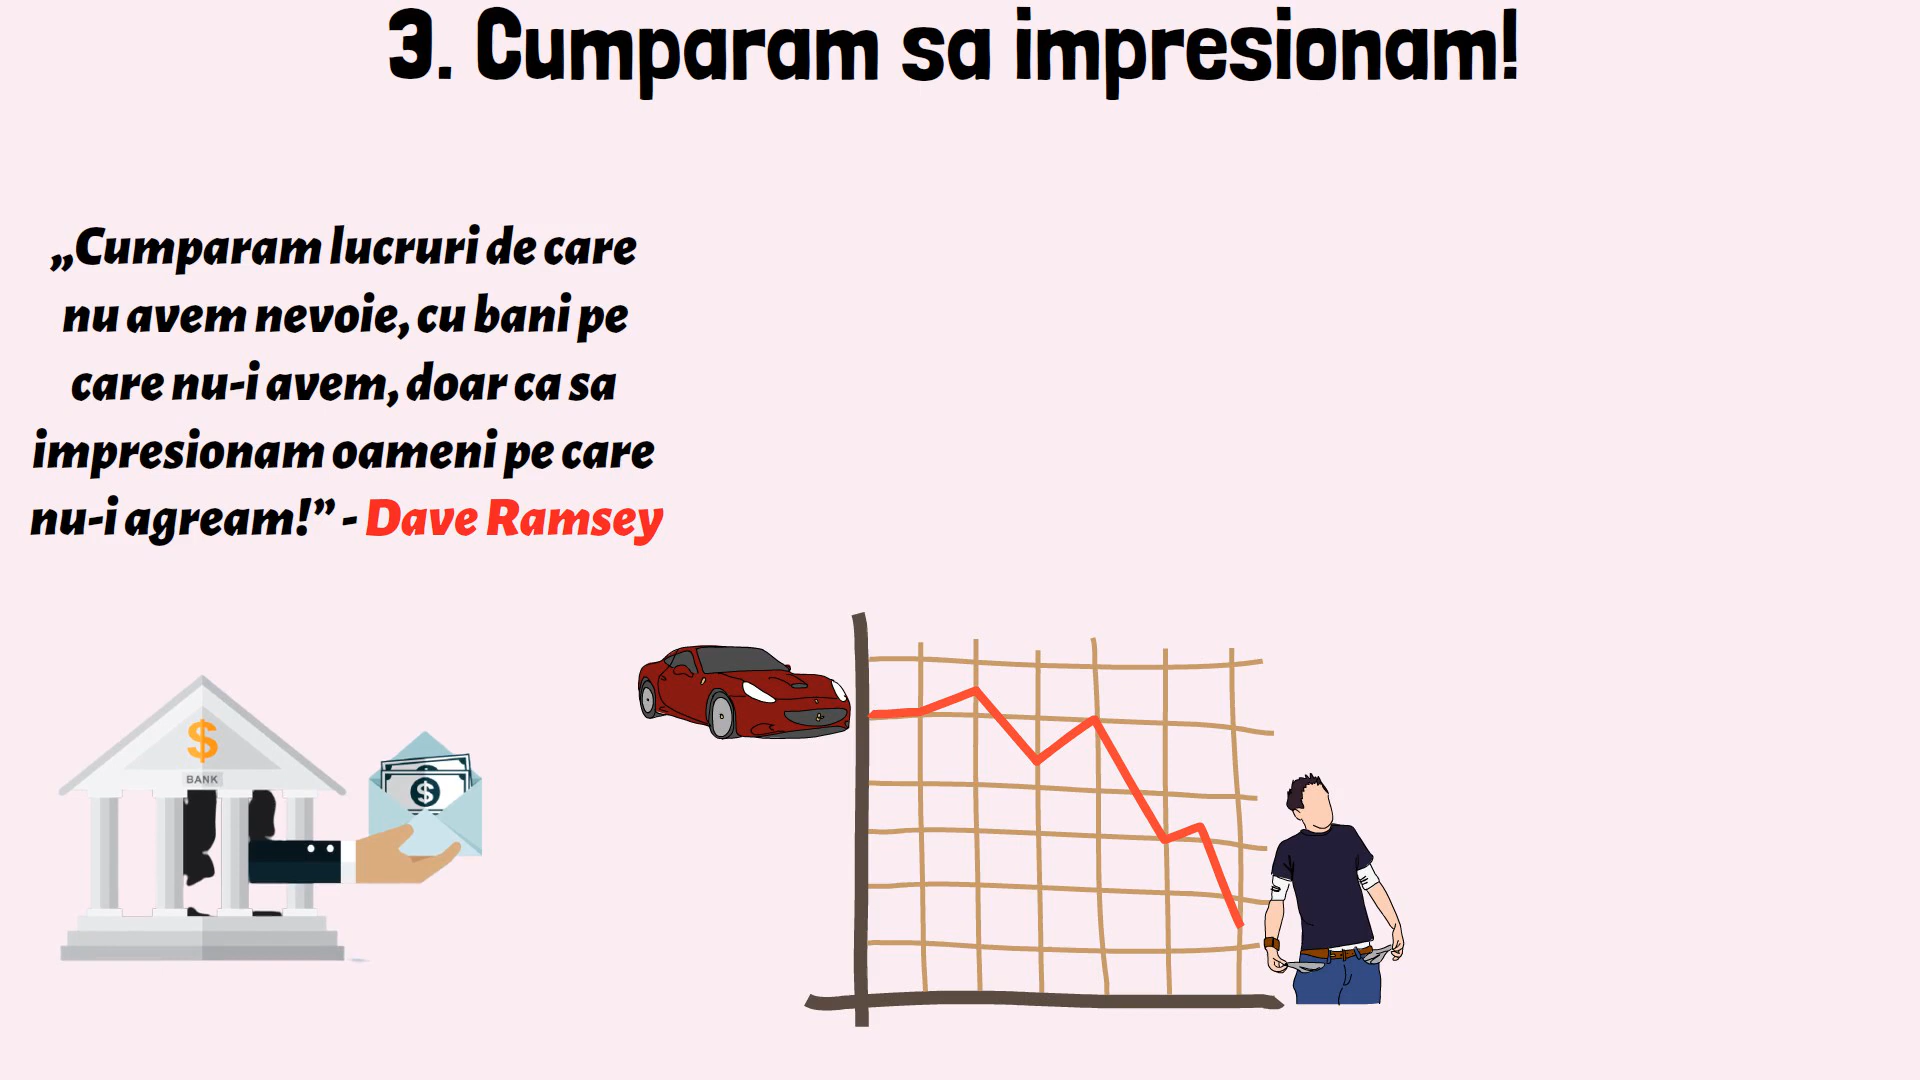 3. Cumparam sa impresionam!
„Cumparam lucruri de care
nu avem nevoie, cu bani pe
care nu-i avem, doar ca sa
impresionam oameni pe care
nu-i agream!” - Dave Ramsey
$
BANK
$